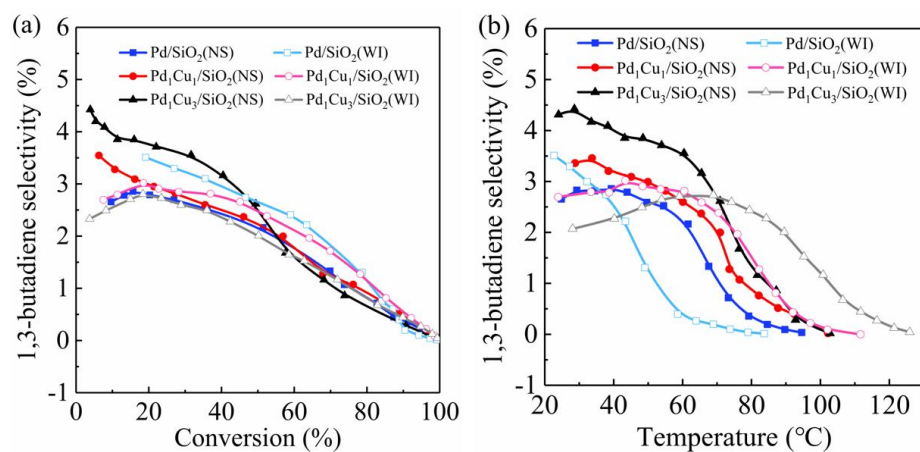 (a)
6
5
4
3
2
1
0
-1
1,3-butadiene selectivity (%)
Pd/SiO₂(NS) Pd/SiO₂(WI)
Pd₁Cu₁/SiO₂(NS) Pd₁Cu₁/SiO₂(WI)
Pd₁Cu₃/SiO₂(NS) Pd₁Cu₃/SiO₂(WI)
0 20 40 60 80 100
Conversion (%)
(b)
6
5
4
3
2
1
0
-1
1,3-butadiene selectivity (%)
Pd/SiO₂(NS) Pd/SiO₂(WI)
Pd₁Cu₁/SiO₂(NS) Pd₁Cu₁/SiO₂(WI)
Pd₁Cu₃/SiO₂(NS) Pd₁Cu₃/SiO₂(WI)
20 40 60 80 100 120
Temperature (℃)